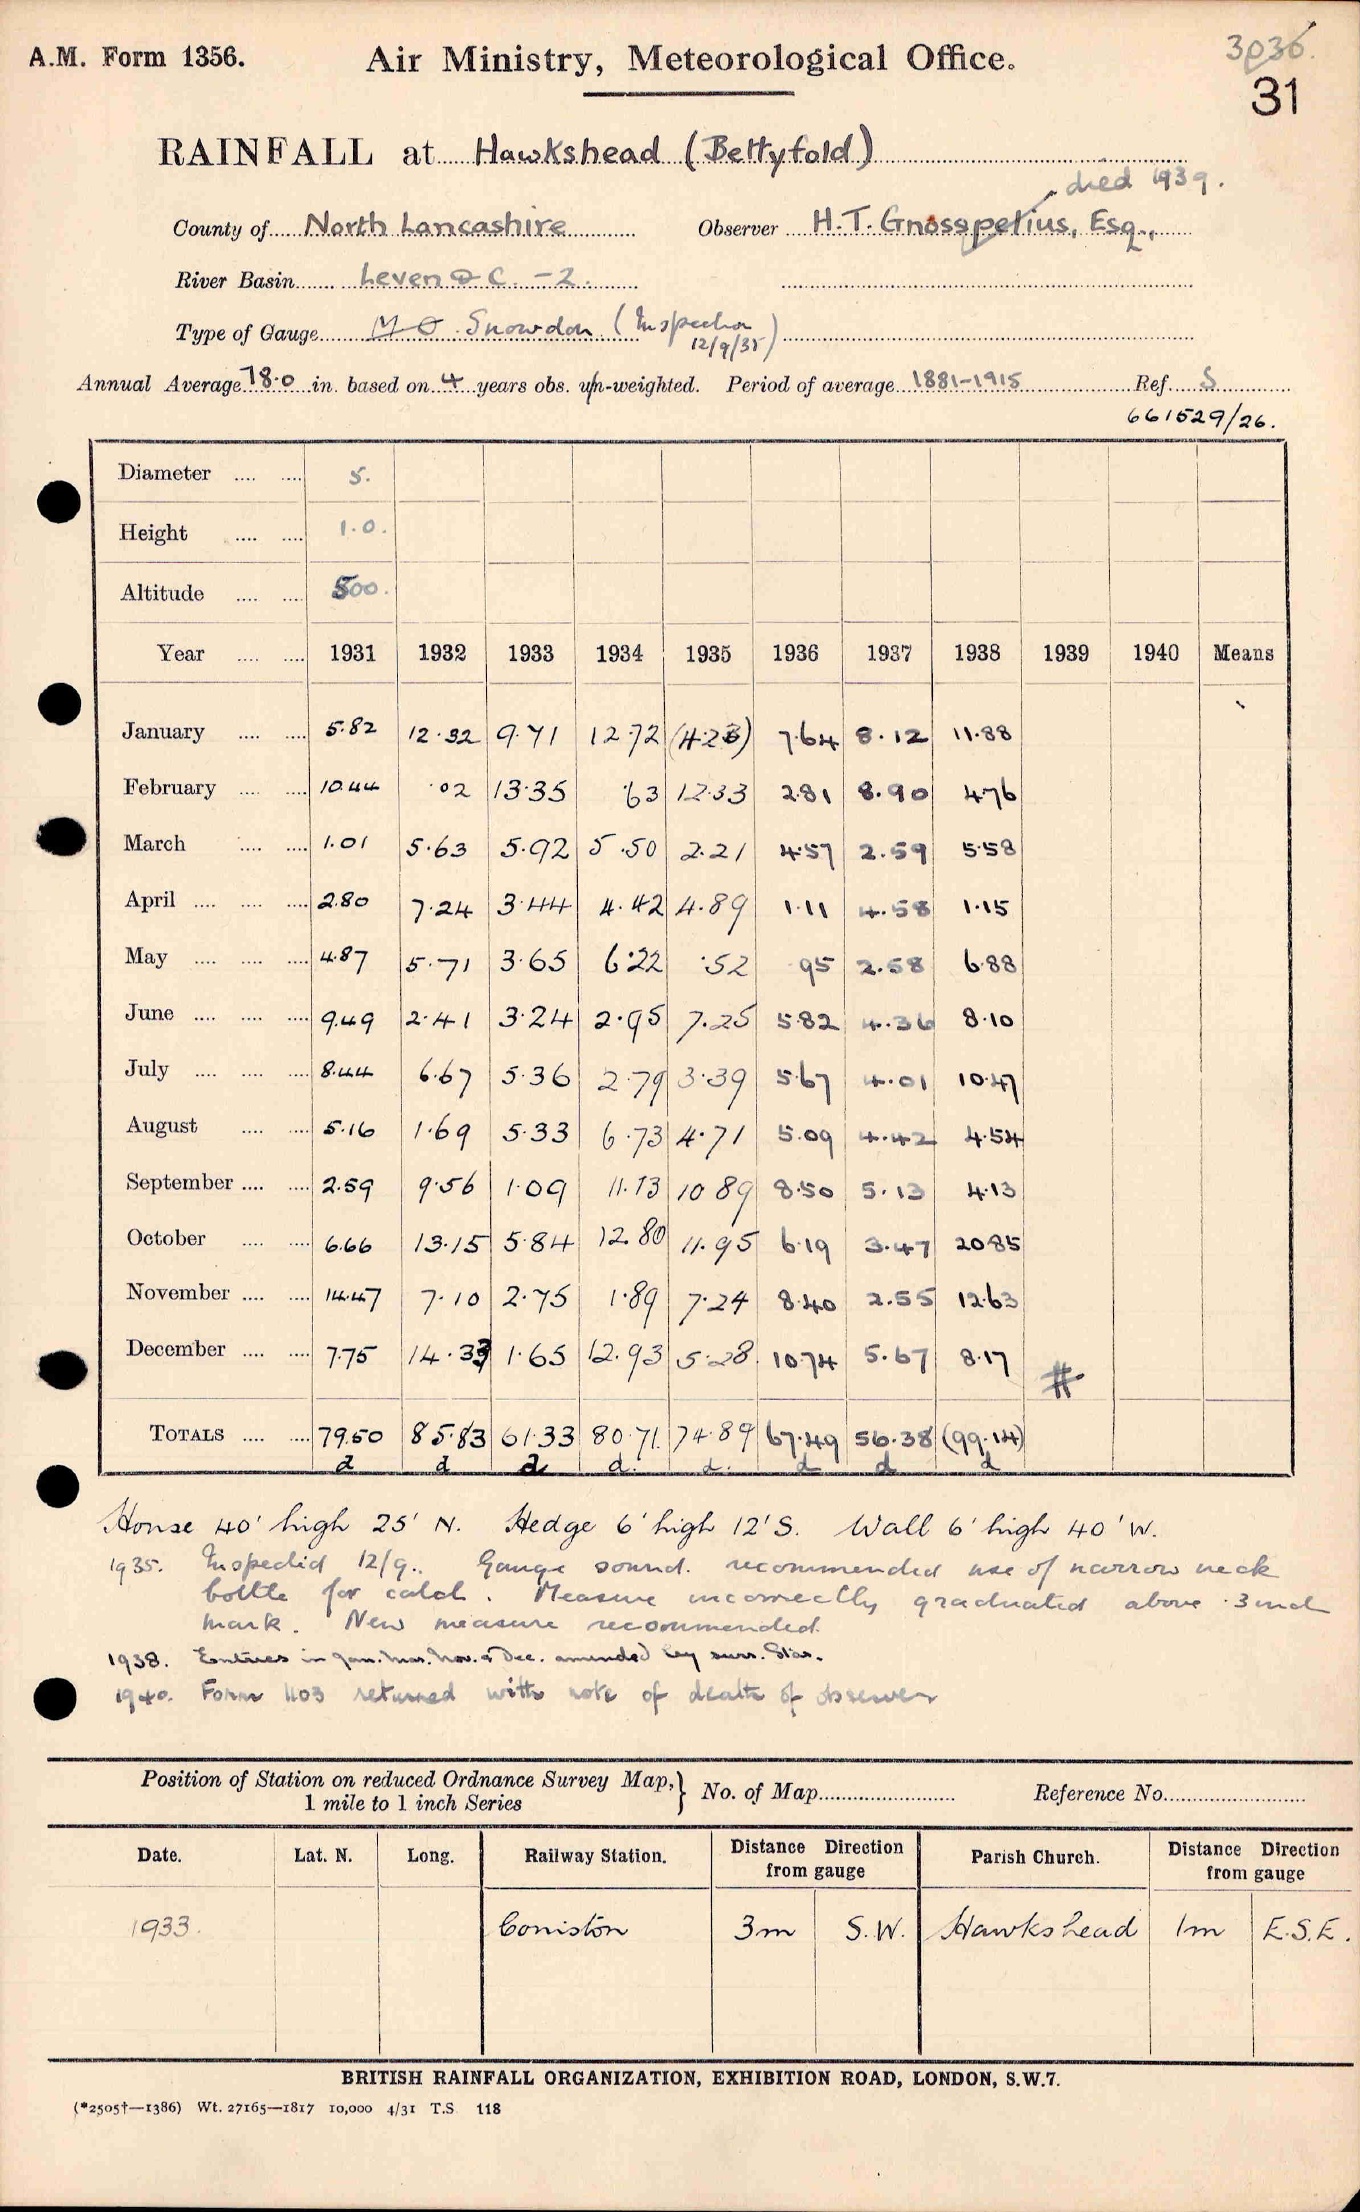 A.M. Form 1356.
Air Ministry, Meteorological Office.
3036.
31
RAINFALL at Hawkshead (Bettyfold)
died 1939.
County of North Lancashire Observer H.T. Gnosspelius, Esq.,
River Basin Leven & C. -2.
Type of Gauge M O Snowdon (Inspection 12/9/35)
Annual Average 78.0 in. based on 4 years obs. un-weighted. Period of average 1881-1915 Ref. S
661529/26.
Diameter 5.
Height 1.0.
Altitude 500.
Year 1931 1932 1933 1934 1935 1936 1937 1938 1939 1940 Means
January 5.82 12.32 9.71 12.72 (4.23) 7.64 8.12 11.88
February 10.44 .02 13.35 .63 12.33 2.81 8.90 4.76
March 1.01 5.63 5.92 5.50 2.21 4.57 2.59 5.58
April 2.80 7.24 3.44 4.42 4.89 1.11 4.58 1.15
May 4.87 5.71 3.65 6.22 .52 .95 2.58 6.88
June 9.49 2.41 3.24 2.95 7.25 5.82 4.36 8.10
July 8.44 6.67 5.36 2.79 3.39 5.67 4.01 10.47
August 5.16 1.69 5.33 6.73 4.71 5.09 4.42 4.54
September 2.59 9.56 1.09 11.13 10.89 8.50 5.13 4.13
October 6.66 13.15 5.84 12.80 11.95 6.19 3.47 20.85
November 14.47 7.10 2.75 1.89 7.24 8.40 2.55 12.63
December 7.75 14.33 1.65 12.93 5.28 10.74 5.67 8.17 #
TOTALS 79.50 85.83 61.33 80.71 74.89 67.49 56.38 (99.14)
d d d d. d. d d d
House 40' high 25' N. Hedge 6' high 12' S. Wall 6' high 40' W.
1935. Inspected 12/9. Gauge sound. recommended use of narrow neck
bottle for catch. Measure incorrectly graduated above .3 inch
mark. New measure recommended.
1938. Entries in Jan. Mar. Nov. & Dec. amended by surr. Stas.
1940. Form 1103 returned with note of death of observer
Position of Station on reduced Ordnance Survey Map,} No. of Map Reference No.
1 mile to 1 inch Series
Date. Lat. N. Long. Railway Station. Distance Direction from gauge Parish Church. Distance Direction from gauge
1933. Coniston 3m S.W. Hawkshead 1m E.S.E.
BRITISH RAINFALL ORGANIZATION, EXHIBITION ROAD, LONDON, S.W.7.
(*2505†—1386) Wt. 27165—1817 10,000 4/31 T.S. 118